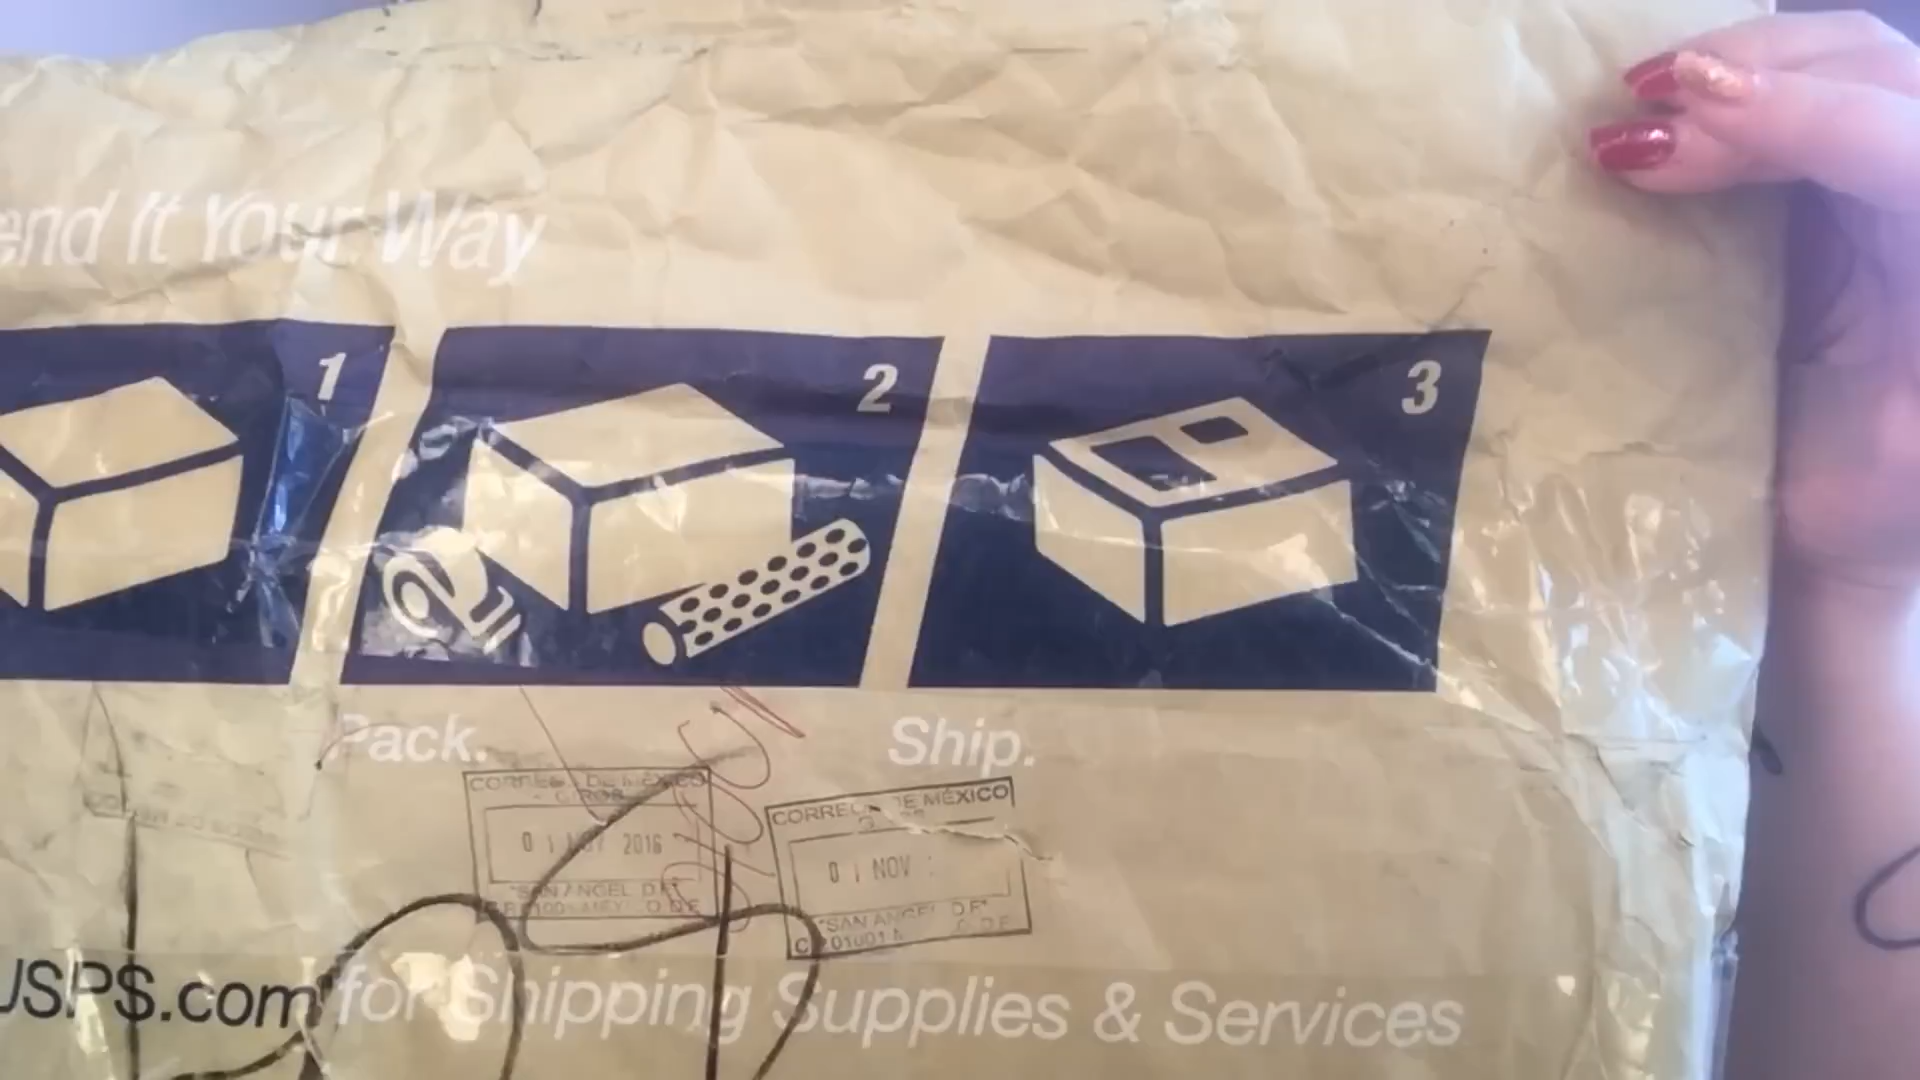 end It Your Way
1
2
3
Pack.
Ship.
CORREOS DE MÉXICO
01 NOV 2016
"SAN ANGEL D.F"
CORREOS DE MÉXICO
01 NOV
"SAN ANGEL D.F"
USPS.com for Shipping Supplies & Services